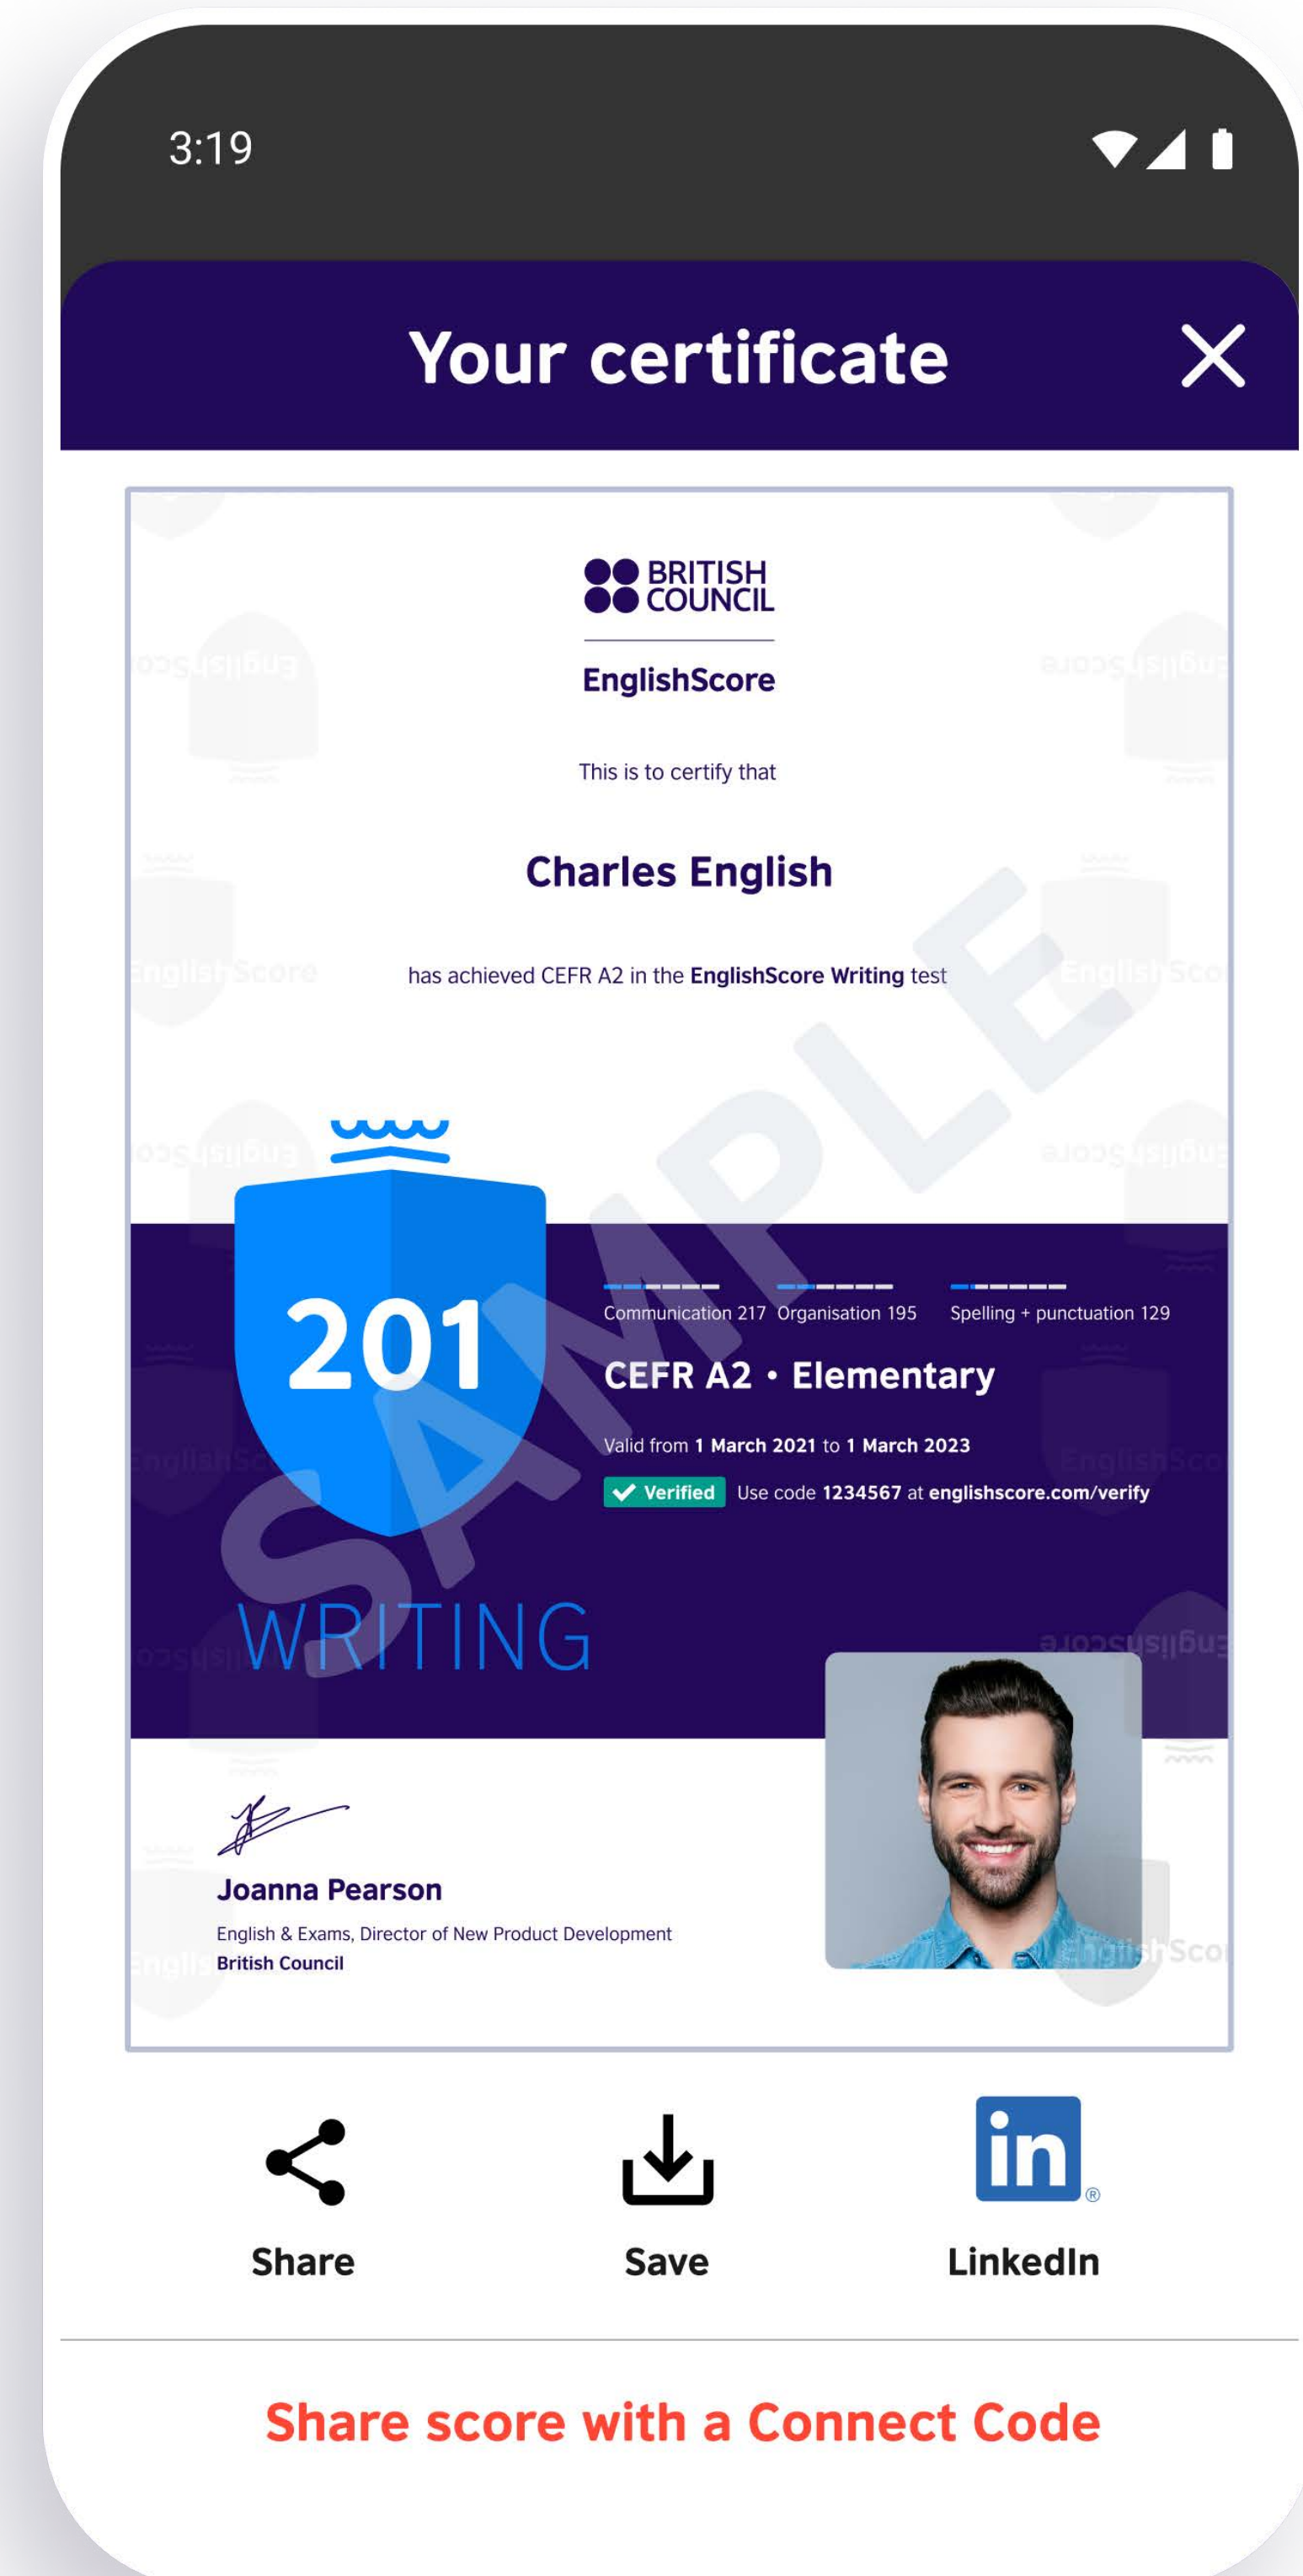 3:19
Your certificate
BRITISH
COUNCIL
EnglishScore
This is to certify that
Charles English
has achieved CEFR A2 in the EnglishScore Writing test
SAMPLE
201
Communication 217 Organisation 195 Spelling + punctuation 129
CEFR A2 • Elementary
Valid from 1 March 2021 to 1 March 2023
Verified Use code 1234567 at englishscore.com/verify
WRITING
Joanna Pearson
English & Exams, Director of New Product Development
British Council
in®
Share Save LinkedIn
Share score with a Connect Code